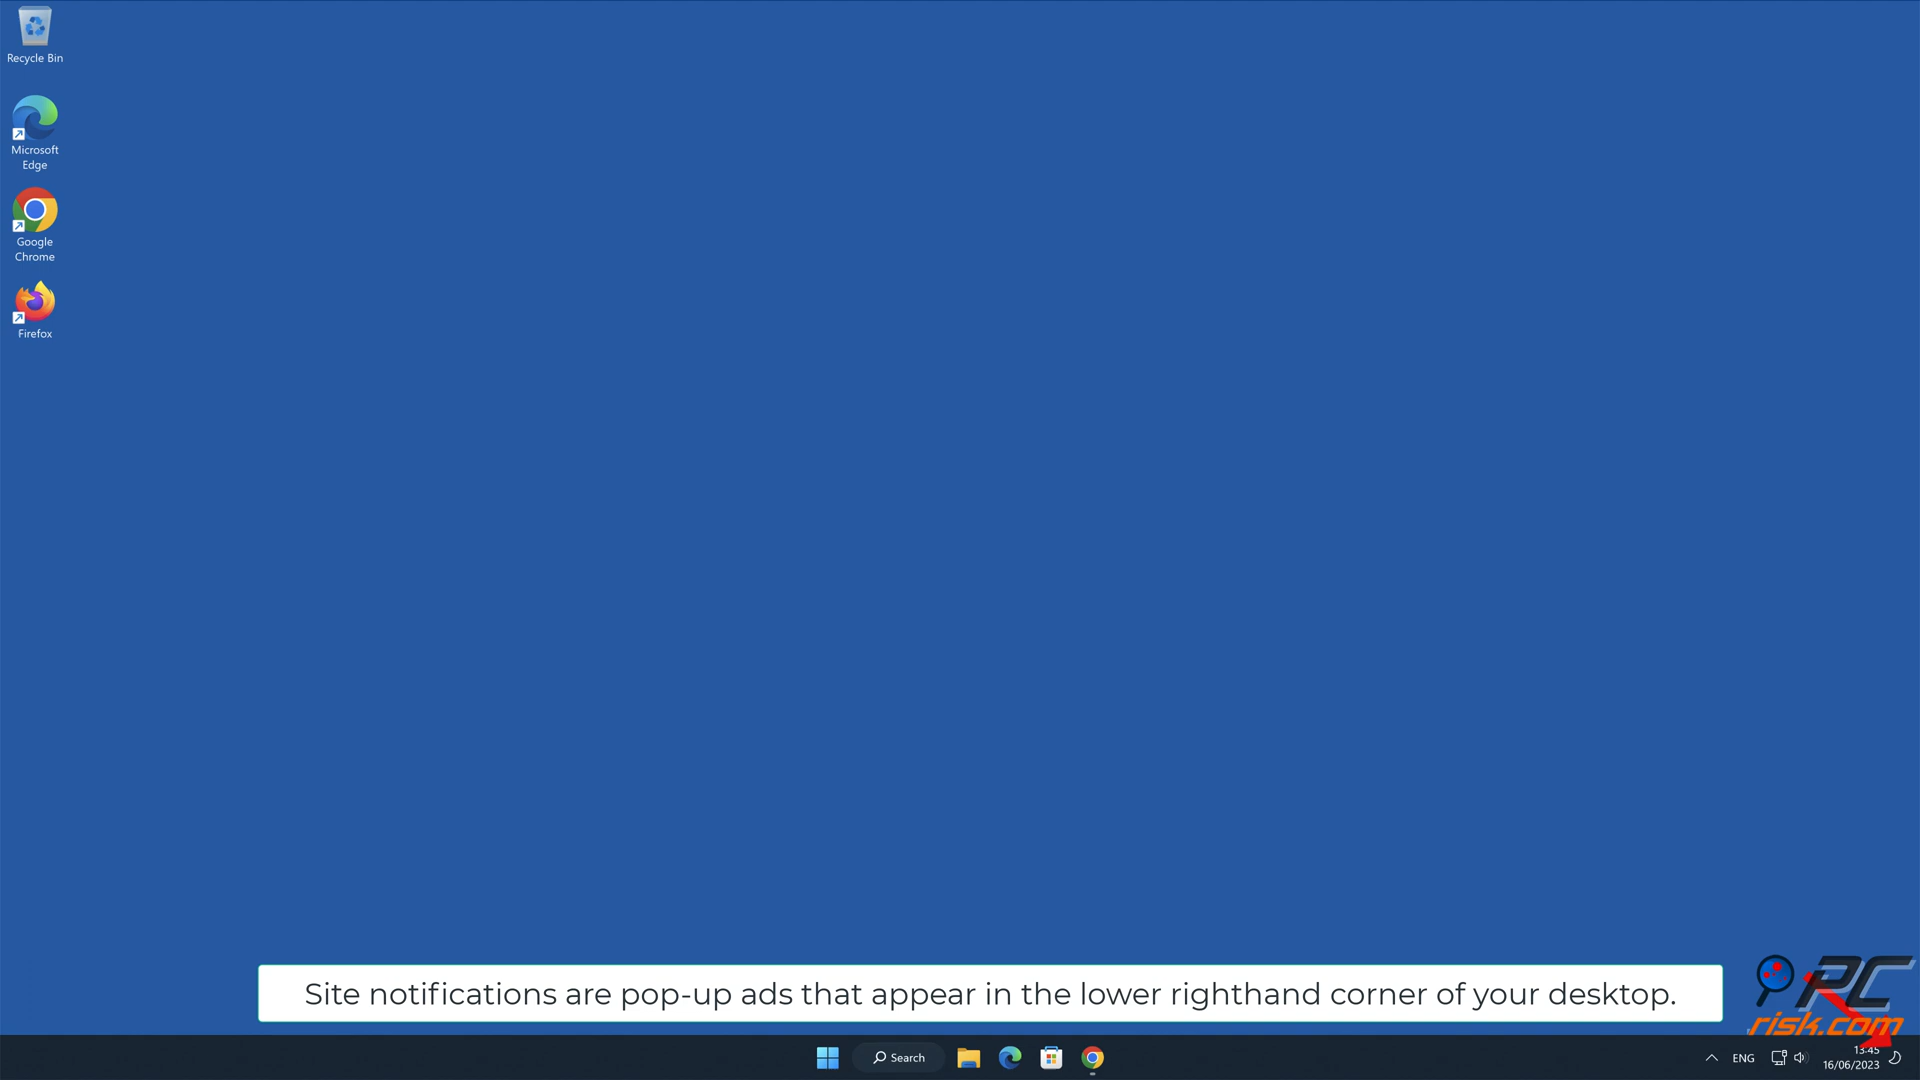 Recycle Bin
Microsoft
Edge
Google
Chrome
Firefox
Site notifications are pop-up ads that appear in the lower righthand corner of your desktop.
PC
risk.com
Search
ENG
13:45
16/06/2023